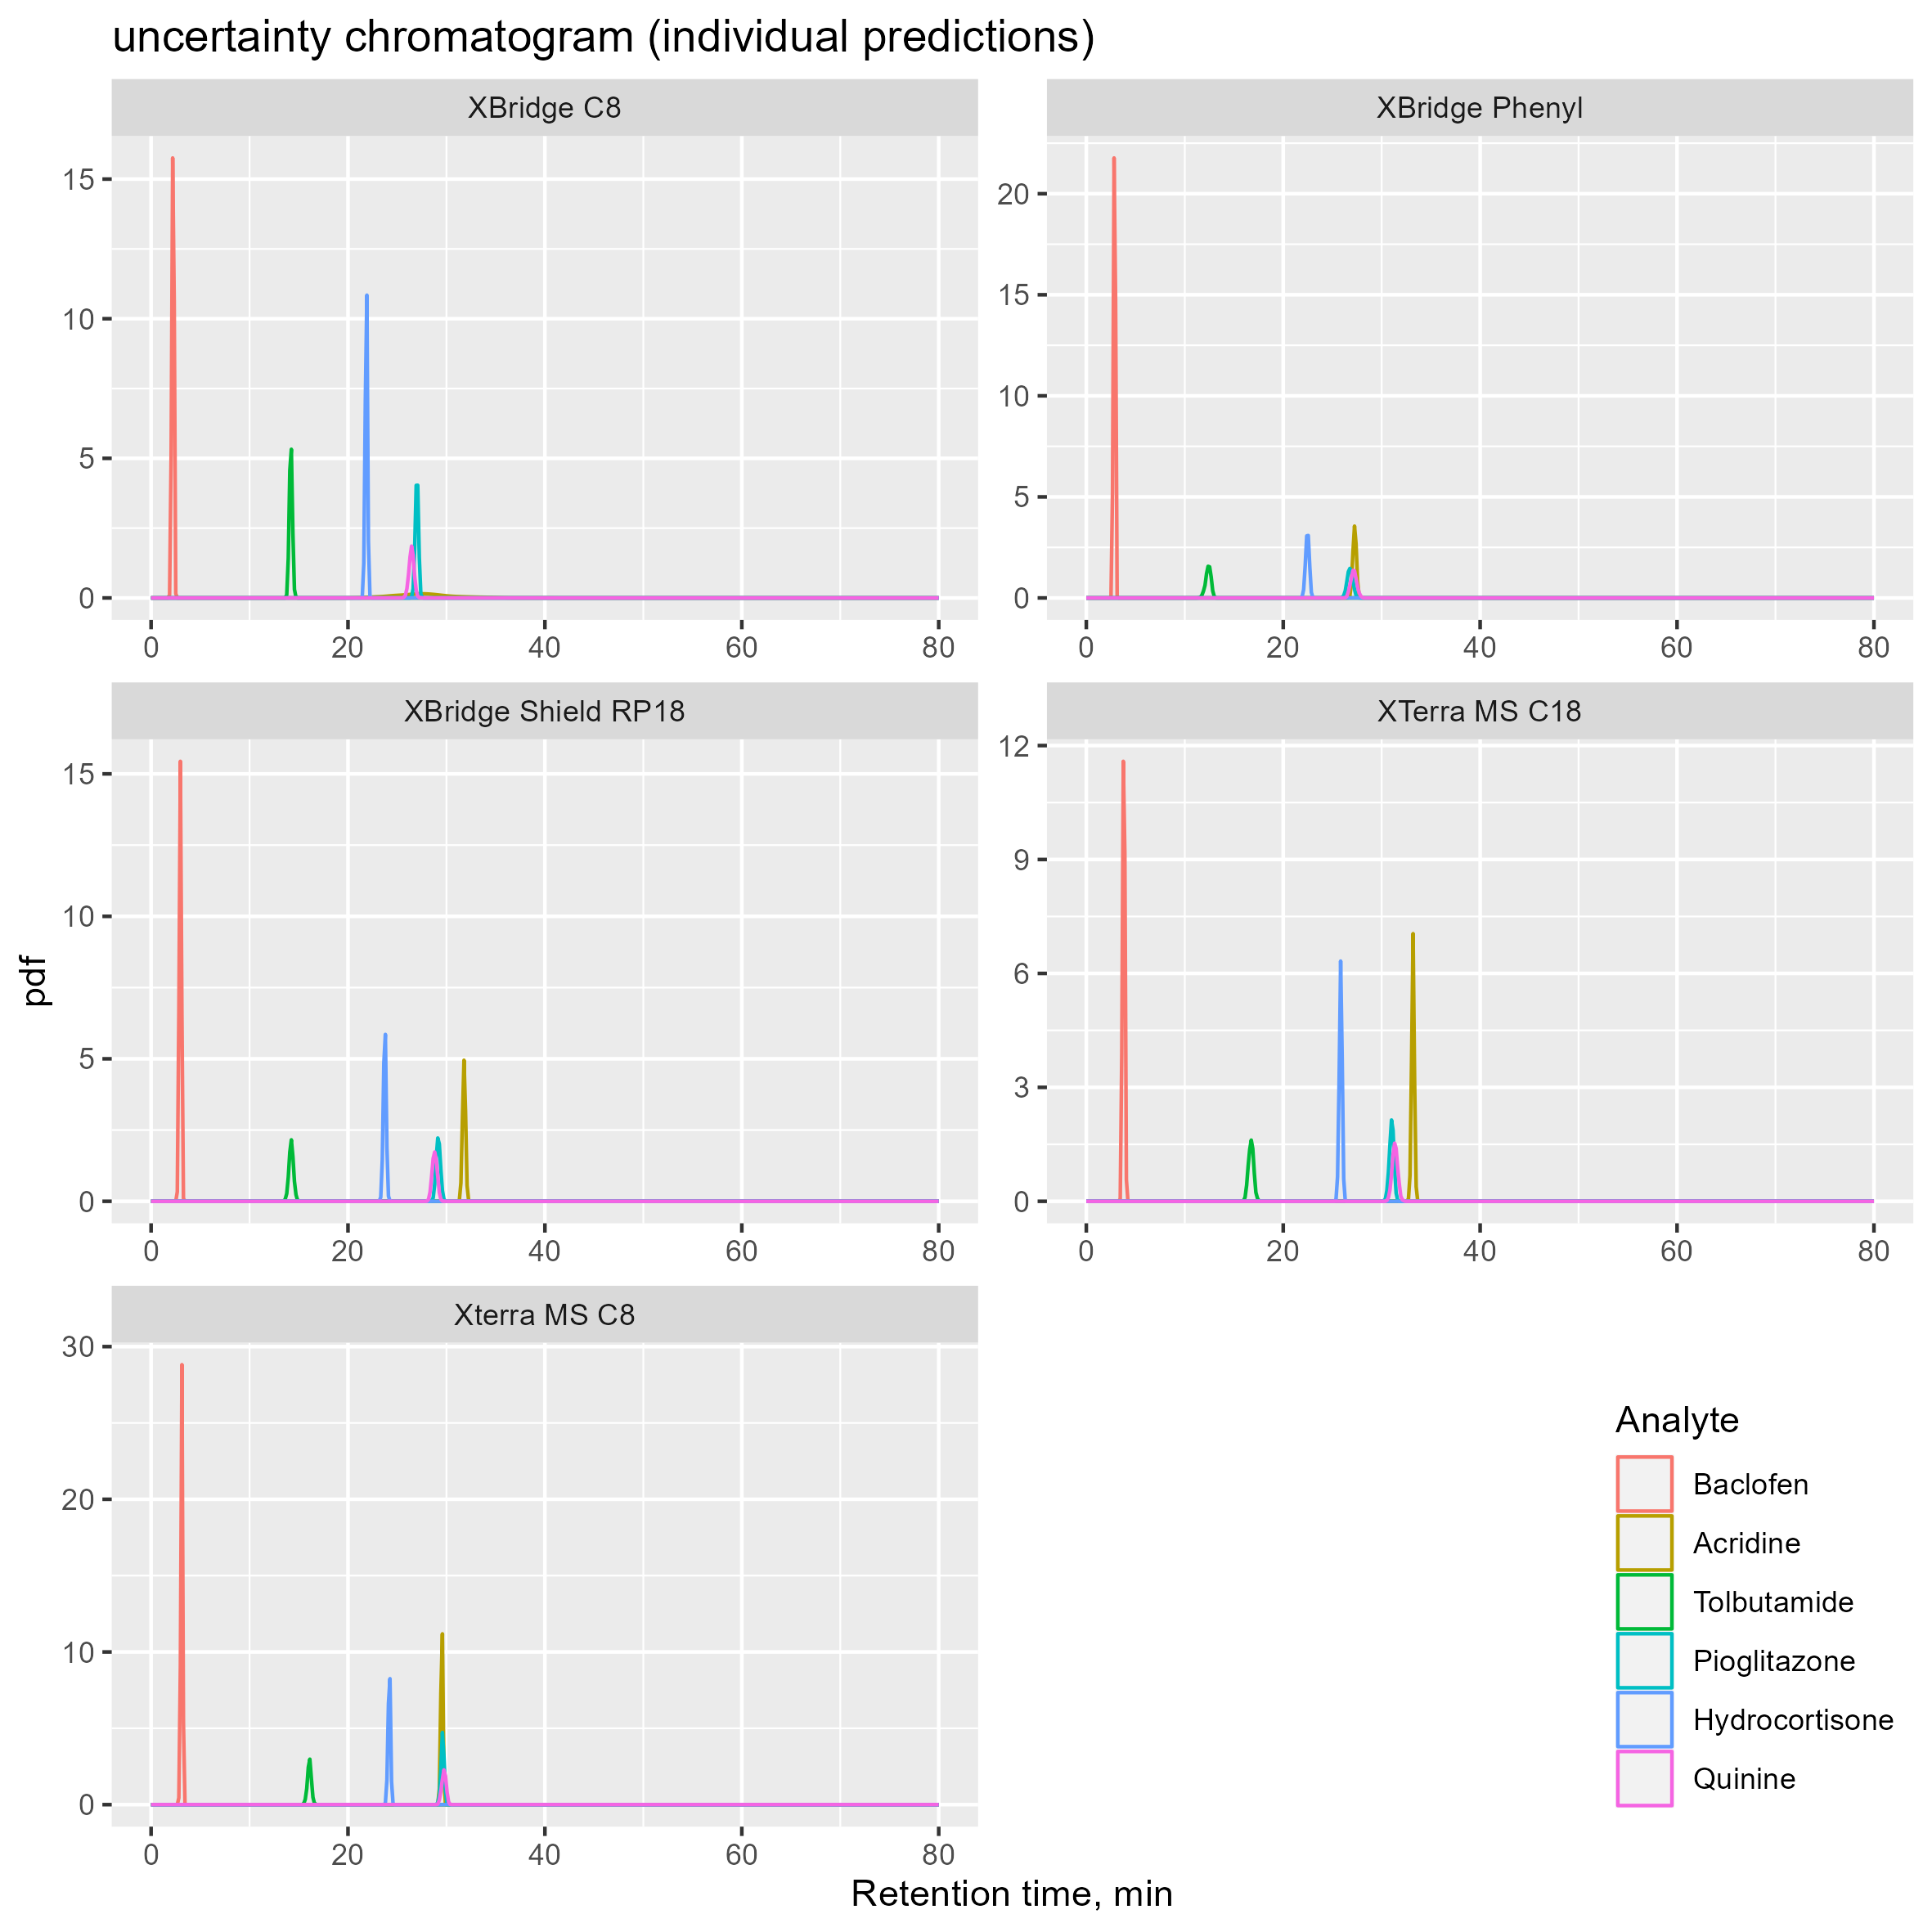 uncertainty chromatogram (individual predictions)
XBridge C8
15
10
5
0
0 20 40 60 80
XBridge Phenyl
20
15
10
5
0
0 20 40 60 80
XBridge Shield RP18
15
10
5
0
0 20 40 60 80
XTerra MS C18
12
9
6
3
0
0 20 40 60 80
Xterra MS C8
30
20
10
0
0 20 40 60 80
pdf
Retention time, min
Analyte
Baclofen
Acridine
Tolbutamide
Pioglitazone
Hydrocortisone
Quinine